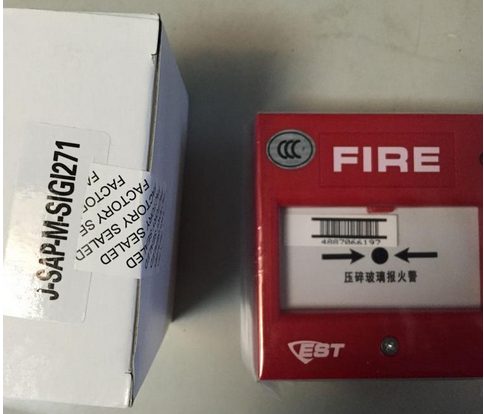 J-SAP-M-SIGI271
FACTORY SEALED
FACTORY SEALED
FIRE
4887066197
压碎玻璃报火警
EST